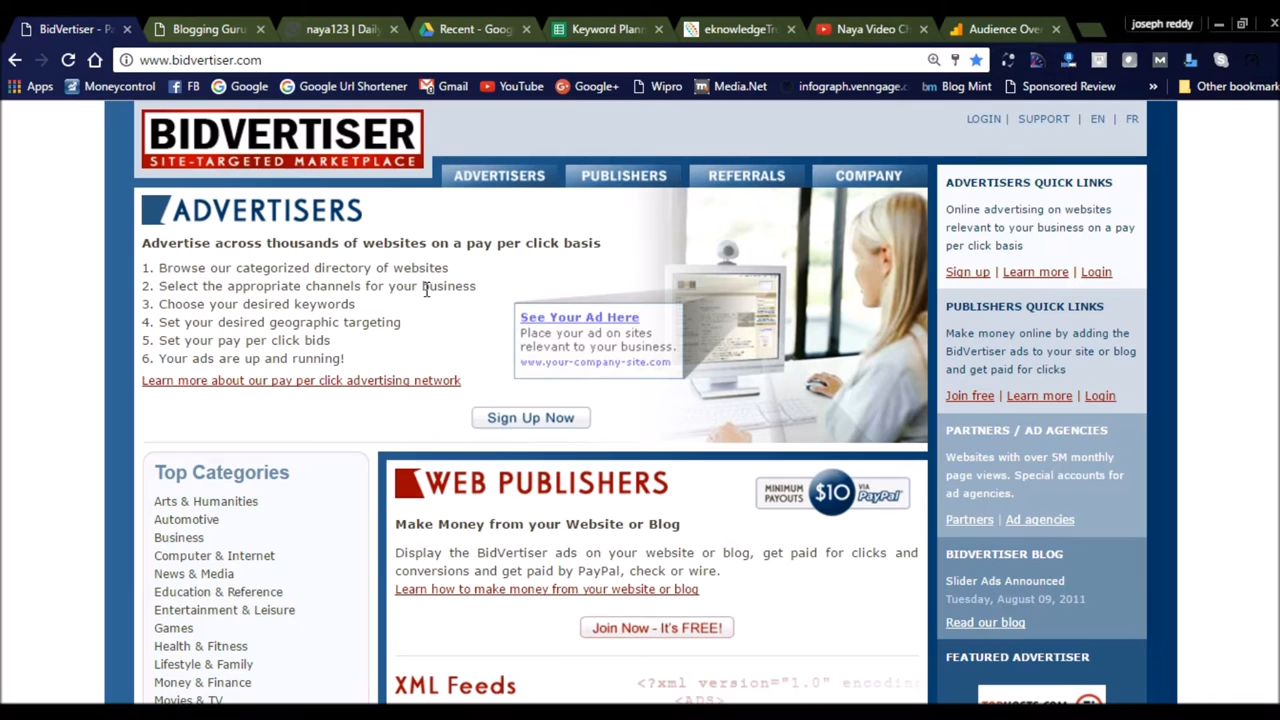 BidVertiser - Pa
Blogging Guru
naya123 | Daily
Recent - Goog
Keyword Plann
eknowledgeTr
Naya Video Ch
Audience Ove
joseph reddy
www.bidvertiser.com
Apps
Moneycontrol
FB
Google
Google Url Shortener
Gmail
YouTube
Google+
Wipro
Media.Net
infograph.venngage.c
bm Blog Mint
Sponsored Review
»
Other bookmark
BIDVERTISER
SITE-TARGETED MARKETPLACE
LOGIN | SUPPORT | EN | FR
ADVERTISERS
PUBLISHERS
REFERRALS
COMPANY
ADVERTISERS
Advertise across thousands of websites on a pay per click basis
1. Browse our categorized directory of websites
2. Select the appropriate channels for your business
3. Choose your desired keywords
4. Set your desired geographic targeting
5. Set your pay per click bids
6. Your ads are up and running!
Learn more about our pay per click advertising network
See Your Ad Here
Place your ad on sites
relevant to your business.
www.your-company-site.com
Sign Up Now
Top Categories
Arts & Humanities
Automotive
Business
Computer & Internet
News & Media
Education & Reference
Entertainment & Leisure
Games
Health & Fitness
Lifestyle & Family
Money & Finance
Movies & TV
WEB PUBLISHERS
MINIMUM
PAYOUTS
$10
VIA
PayPal
Make Money from your Website or Blog
Display the BidVertiser ads on your website or blog, get paid for clicks and
conversions and get paid by PayPal, check or wire.
Learn how to make money from your website or blog
Join Now - It's FREE!
XML Feeds
<?xml version="1.0" encoding
<ADS>
ADVERTISERS QUICK LINKS
Online advertising on websites
relevant to your business on a pay
per click basis
Sign up | Learn more | Login
PUBLISHERS QUICK LINKS
Make money online by adding the
BidVertiser ads to your site or blog
and get paid for clicks
Join free | Learn more | Login
PARTNERS / AD AGENCIES
Websites with over 5M monthly
page views. Special accounts for
ad agencies.
Partners | Ad agencies
BIDVERTISER BLOG
Slider Ads Announced
Tuesday, August 09, 2011
Read our blog
FEATURED ADVERTISER